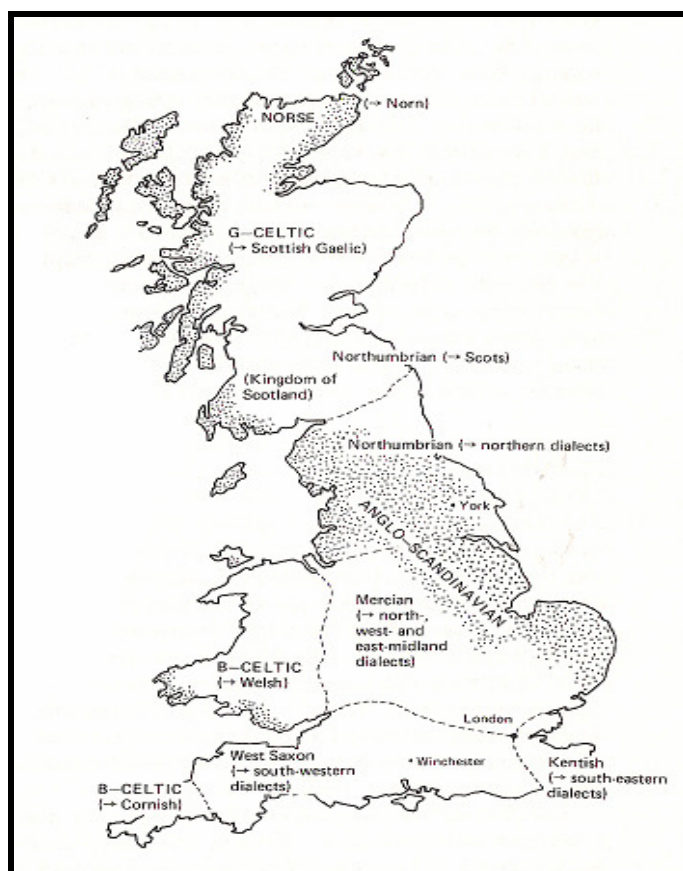 (→ Norn)
NORSE
G–CELTIC
(→ Scottish Gaelic)
Northumbrian (→ Scots)
(Kingdom of
Scotland)
Northumbrian (→ northern dialects)
York
ANGLO–SCANDINAVIAN
Mercian
(→ north-,
west- and
east-midland
dialects)
B–CELTIC
(→ Welsh)
London
West Saxon
(→ south-western
dialects)
Winchester
Kentish
(→ south-eastern
dialects)
B–CELTIC
(→ Cornish)